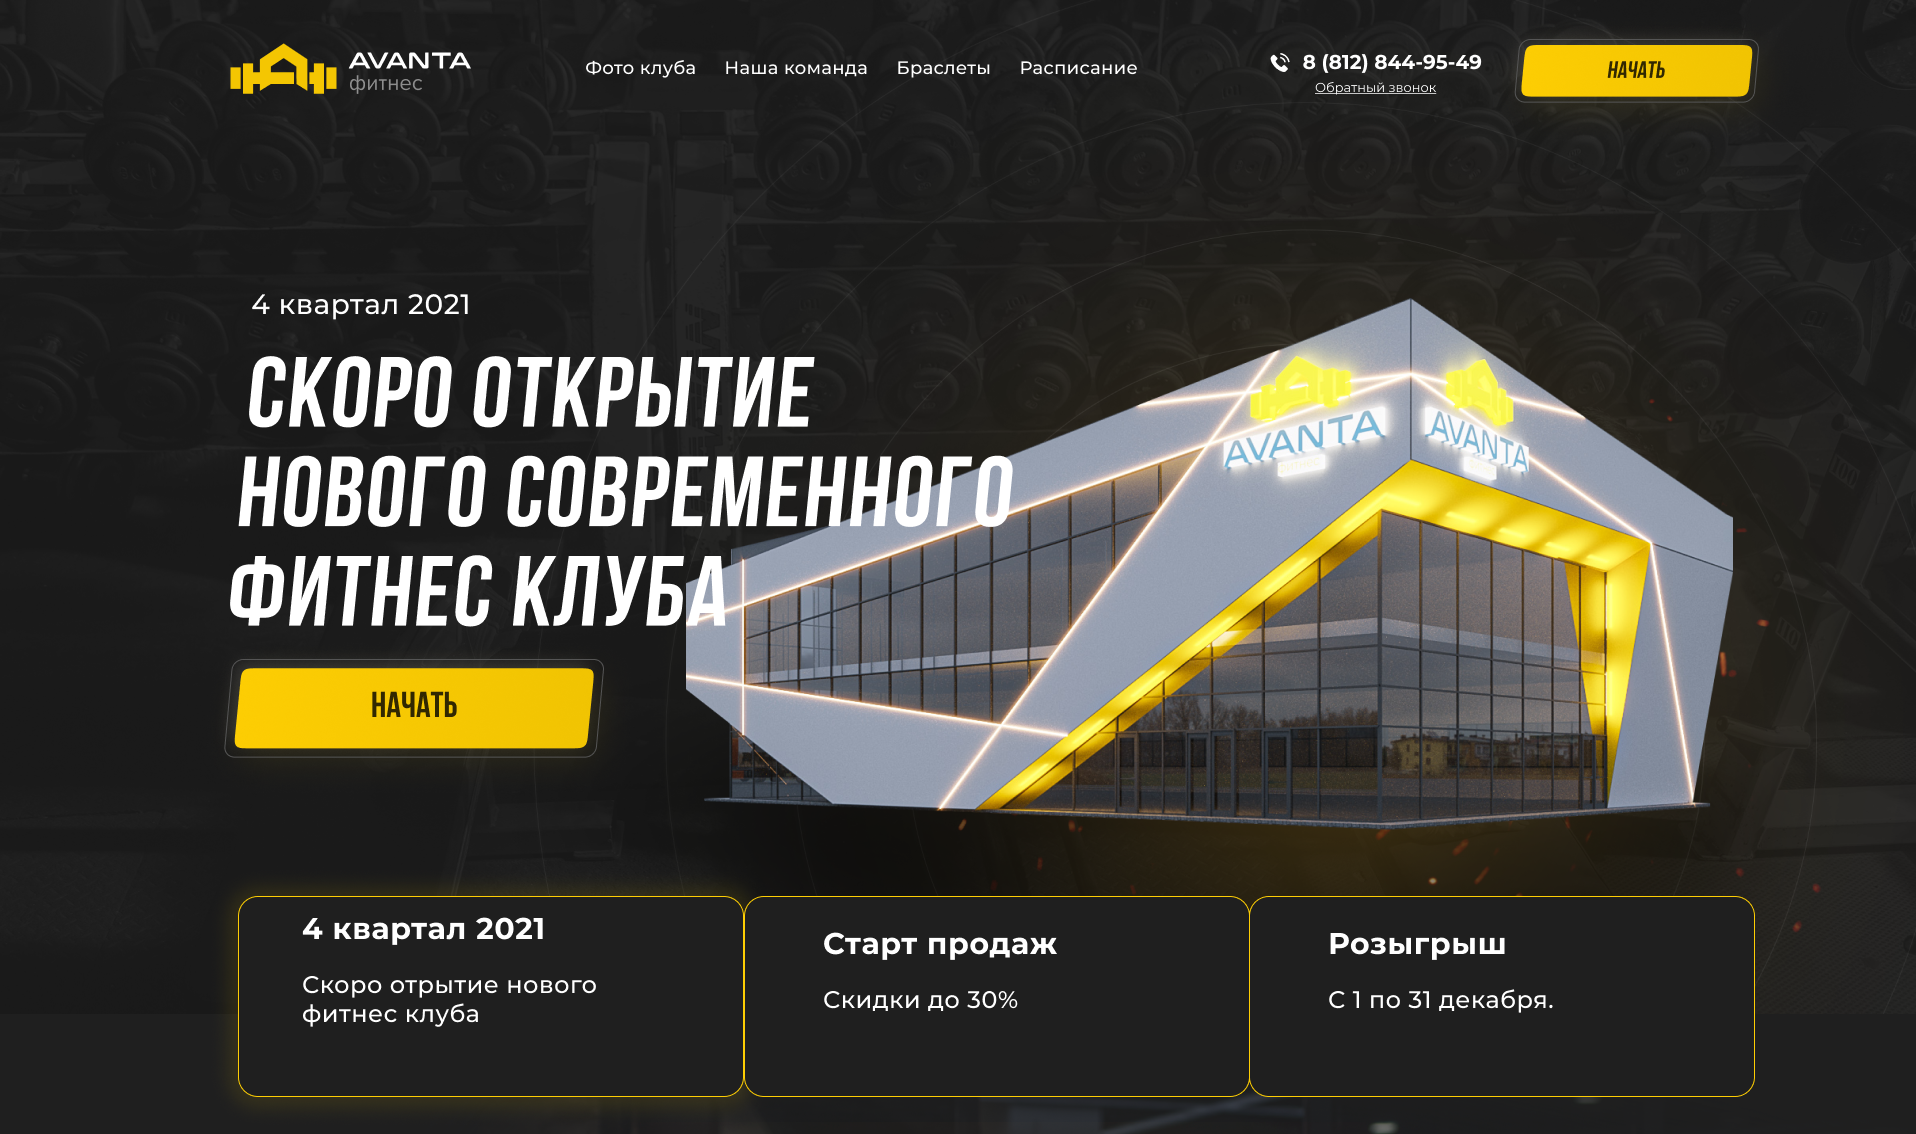 AVANTA
фитнес
Фото клуба
Наша команда
Браслеты
Расписание
8 (812) 844-95-49
Обратный звонок
НАЧАТЬ
4 квартал 2021
СКОРО ОТКРЫТИЕ
НОВОГО СОВРЕМЕННОГО
ФИТНЕС КЛУБА
AVANTA
AVANTA
НАЧАТЬ
4 квартал 2021
Скоро отрытие нового
фитнес клуба
Старт продаж
Скидки до 30%
Розыгрыш
С 1 по 31 декабря.